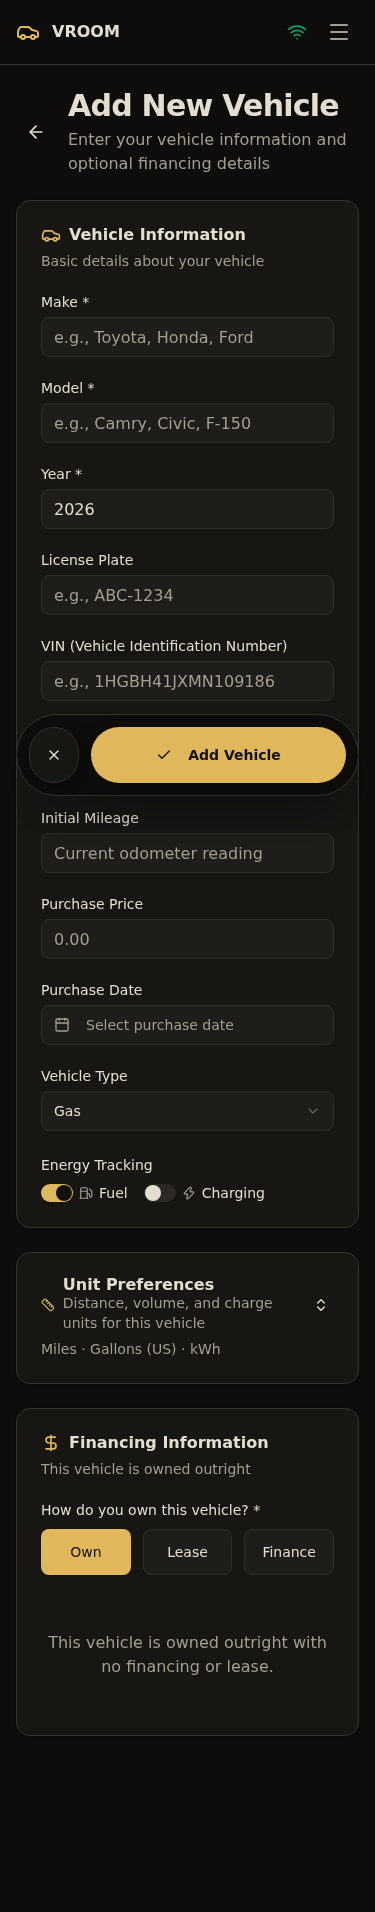 VROOM
Add New Vehicle
Enter your vehicle information and
optional financing details
Vehicle Information
Basic details about your vehicle
Make *
e.g., Toyota, Honda, Ford
Model *
e.g., Camry, Civic, F-150
Year *
2026
License Plate
e.g., ABC-1234
VIN (Vehicle Identification Number)
e.g., 1HGBH41JXMN109186
Add Vehicle
Initial Mileage
Current odometer reading
Purchase Price
0.00
Purchase Date
Select purchase date
Vehicle Type
Gas
Energy Tracking
Fuel Charging
Unit Preferences
Distance, volume, and charge
units for this vehicle
Miles · Gallons (US) · kWh
Financing Information
This vehicle is owned outright
How do you own this vehicle? *
Own Lease Finance
This vehicle is owned outright with
no financing or lease.